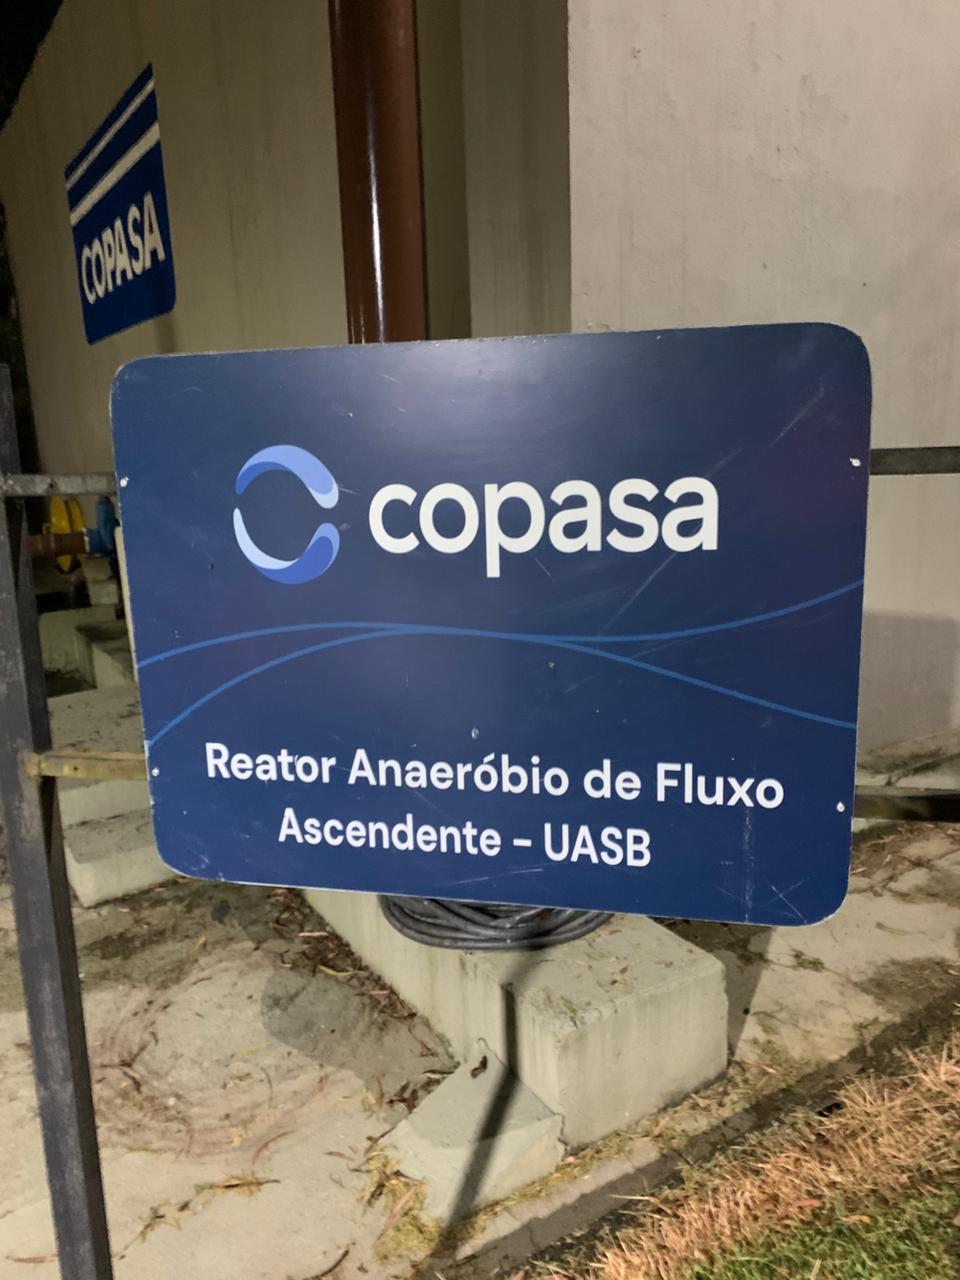 COPASA
copasa
Reator Anaeróbio de Fluxo
Ascendente - UASB